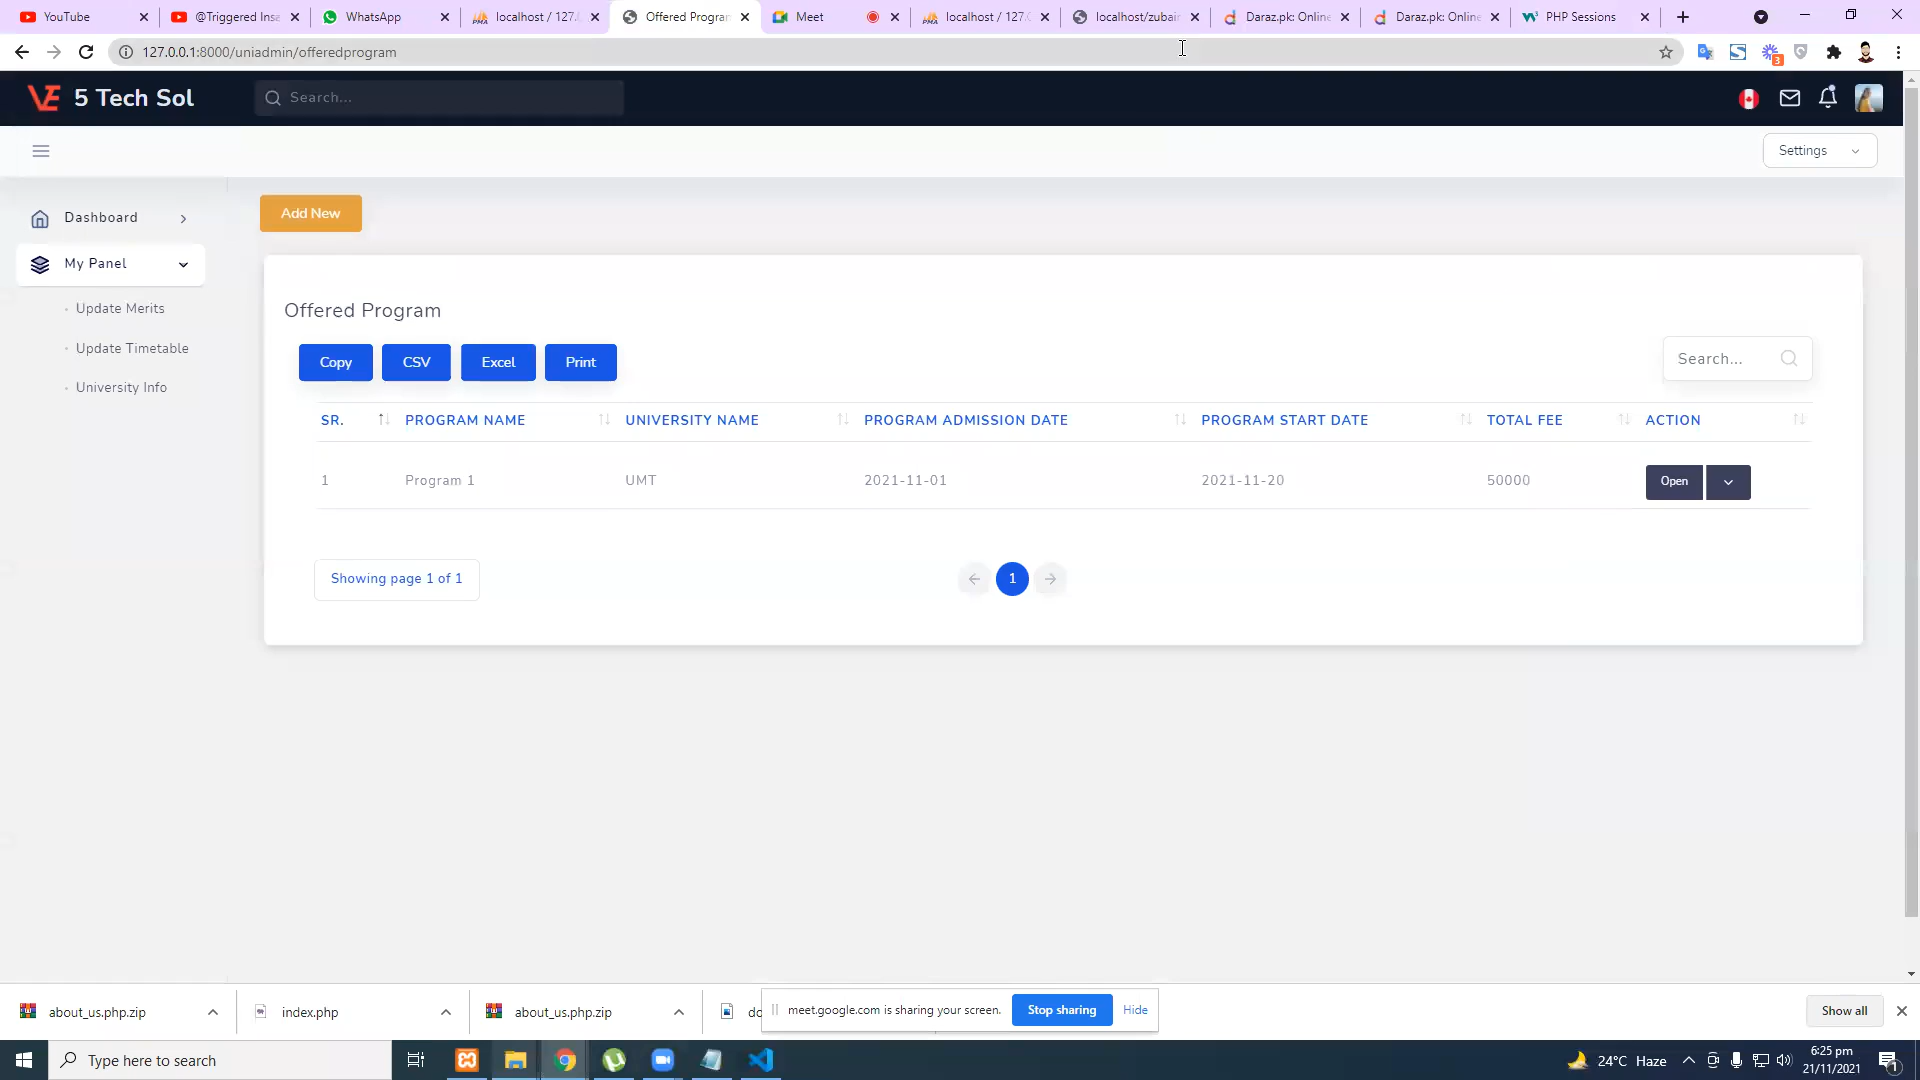 YouTube
@Triggered Insa
WhatsApp
localhost / 127.
Offered Program
Meet
localhost / 127.
localhost/zubair
Daraz.pk: Online
Daraz.pk: Online
PHP Sessions
127.0.0.1:8000/uniadmin/offeredprogram
3
5 Tech Sol
Search...
Settings
Dashboard
Add New
My Panel
Update Merits
Update Timetable
University Info
Offered Program
Copy
CSV
Excel
Print
Search...
SR. PROGRAM NAME UNIVERSITY NAME PROGRAM ADMISSION DATE PROGRAM START DATE TOTAL FEE ACTION
1 Program 1 UMT 2021-11-01 2021-11-20 50000 Open
Showing page 1 of 1
1
about_us.php.zip
index.php
about_us.php.zip
do
meet.google.com is sharing your screen.
Stop sharing
Hide
Show all
Type here to search
24°C Haze
6:25 pm
21/11/2021
1